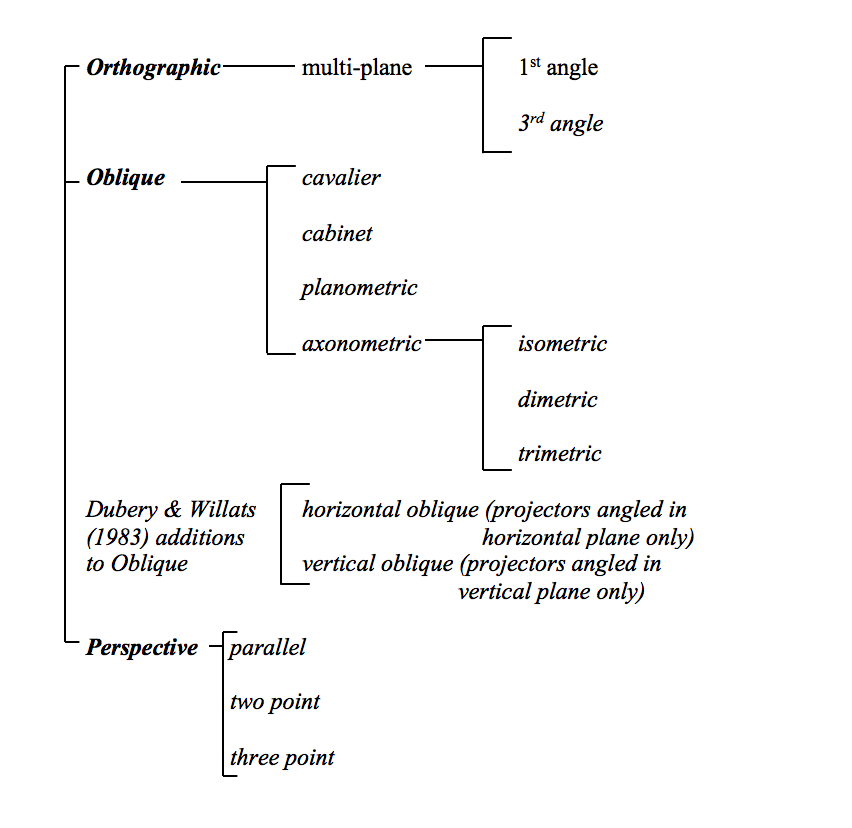 Orthographic multi-plane 1st angle
3rd angle
Oblique cavalier
cabinet
planometric
axonometric isometric
dimetric
trimetric
Dubery & Willats horizontal oblique (projectors angled in
(1983) additions horizontal plane only)
to Oblique vertical oblique (projectors angled in
vertical plane only)
Perspective parallel
two point
three point